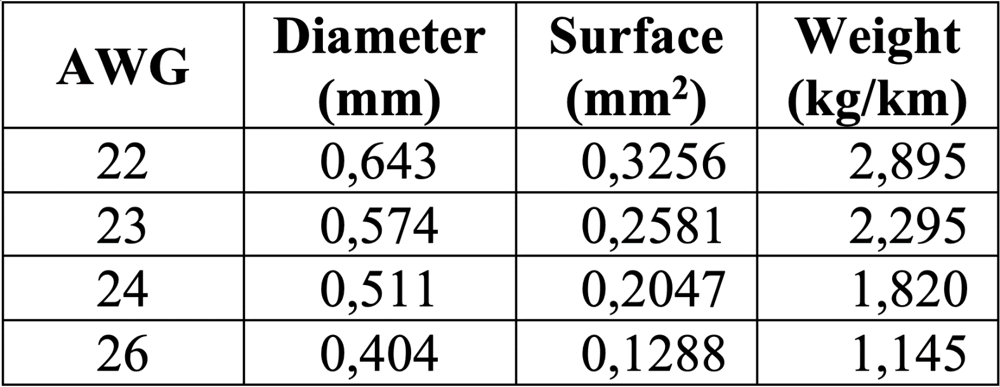 AWG Diameter (mm) Surface (mm²) Weight (kg/km)
22 0,643 0,3256 2,895
23 0,574 0,2581 2,295
24 0,511 0,2047 1,820
26 0,404 0,1288 1,145